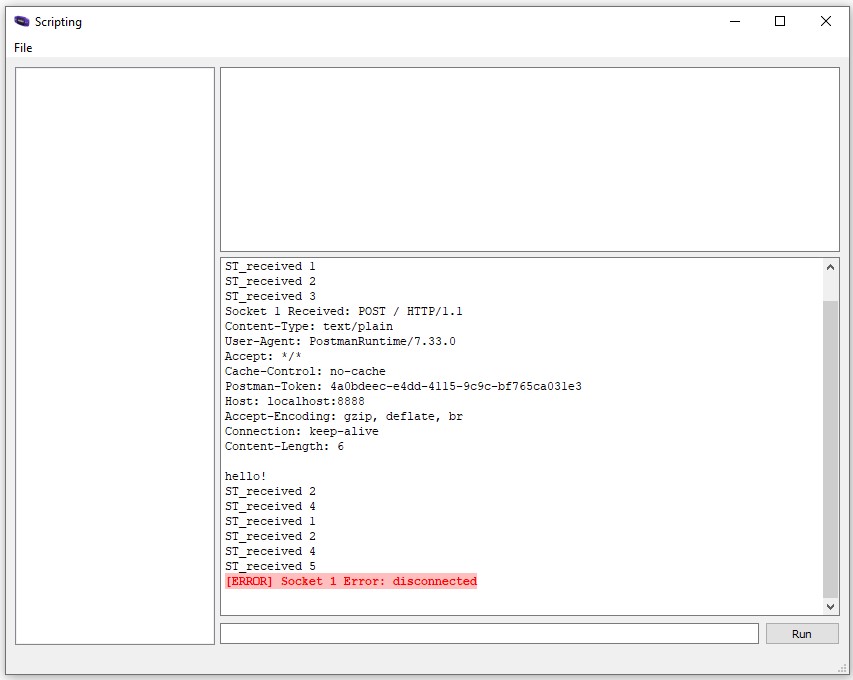 Scripting
File
ST_received 1
ST_received 2
ST_received 3
Socket 1 Received: POST / HTTP/1.1
Content-Type: text/plain
User-Agent: PostmanRuntime/7.33.0
Accept: */*
Cache-Control: no-cache
Postman-Token: 4a0bdeec-e4dd-4115-9c9c-bf765ca031e3
Host: localhost:8888
Accept-Encoding: gzip, deflate, br
Connection: keep-alive
Content-Length: 6
hello!
ST_received 2
ST_received 4
ST_received 1
ST_received 2
ST_received 4
ST_received 5
[ERROR] Socket 1 Error: disconnected
Run